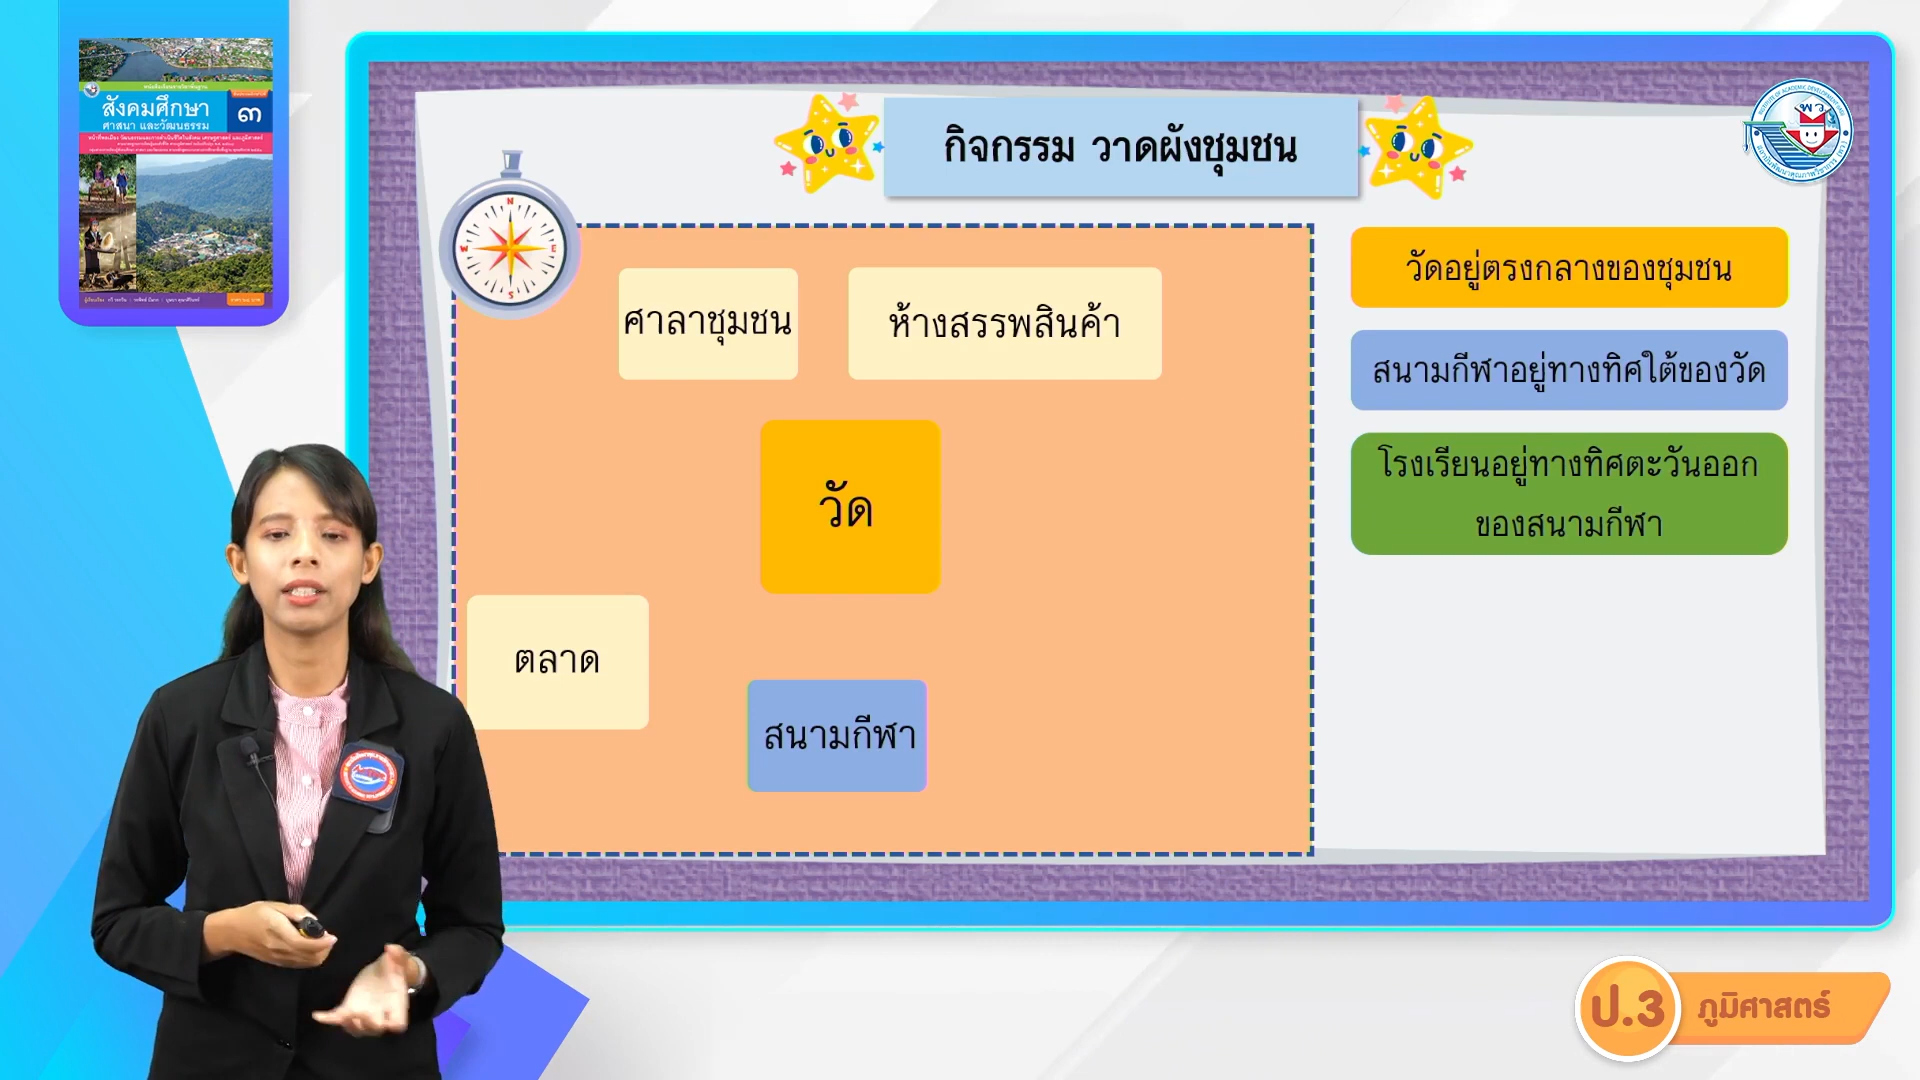 สังคมศึกษา
ศาสนา และวัฒนธรรม
๓
กิจกรรม วาดผังชุมชน
N
W
E
S
ศาลาชุมชน
ห้างสรรพสินค้า
วัด
ตลาด
สนามกีฬา
วัดอยู่ตรงกลางของชุมชน
สนามกีฬาอยู่ทางทิศใต้ของวัด
โรงเรียนอยู่ทางทิศตะวันออก
ของสนามกีฬา
พว
ป.3
ภูมิศาสตร์